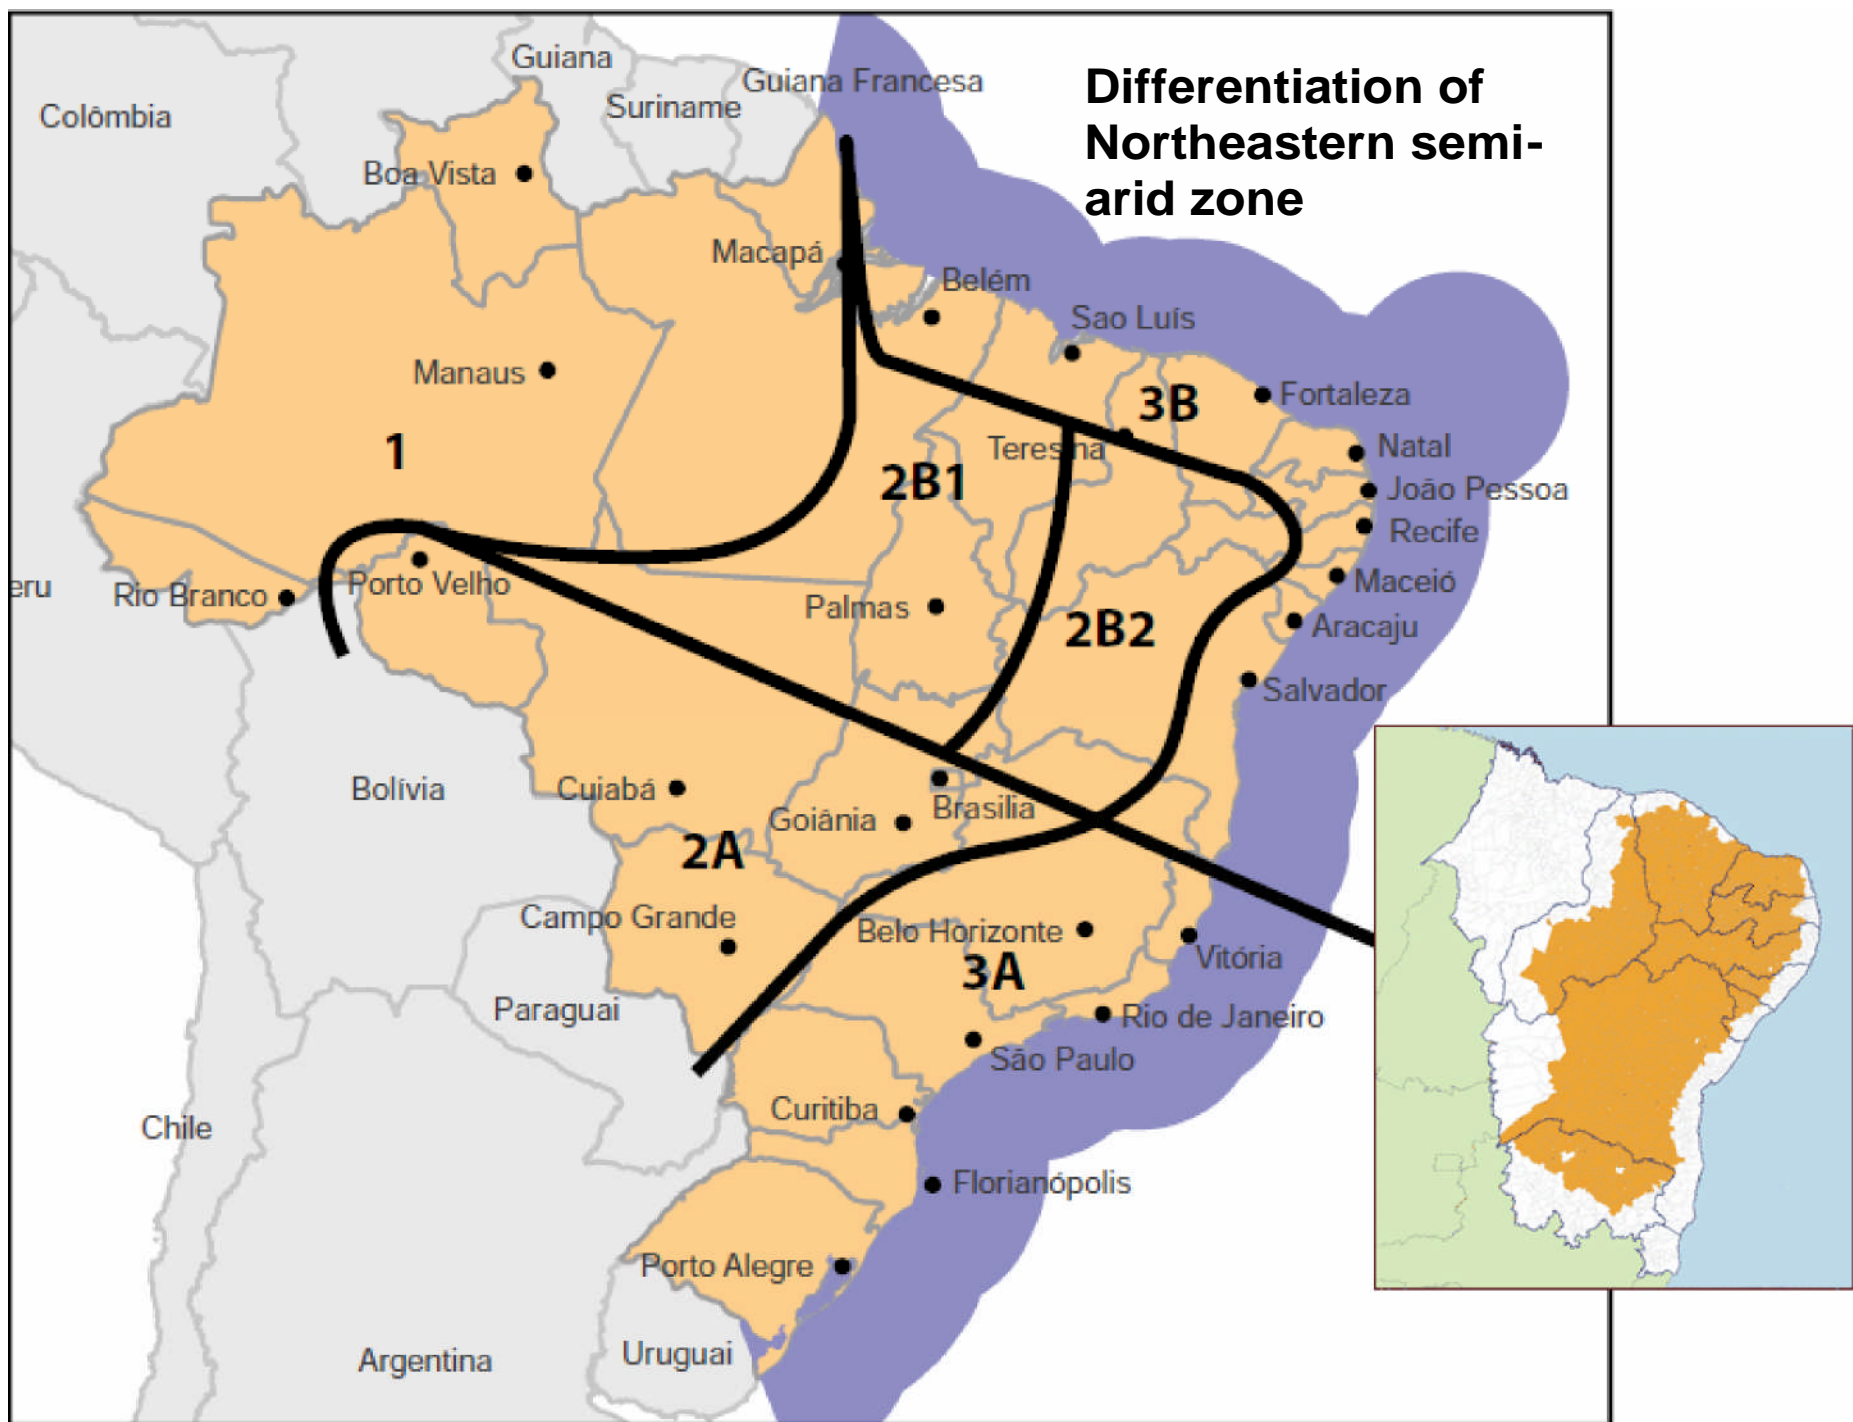 Differentiation of
Northeastern semi-
arid zone
Guiana
Guiana Francesa
Suriname
Colômbia
Boa Vista
Macapá
Belém
Sao Luís
Manaus
Fortaleza
3B
Teresina
Natal
1
2B1
João Pessoa
Recife
eru
Rio Branco
Porto Velho
Palmas
Maceió
2B2
Aracaju
Salvador
Bolívia
Cuiabá
Goiânia
Brasilia
2A
Campo Grande
Belo Horizonte
Vitória
3A
Paraguai
Rio de Janeiro
São Paulo
Curitiba
Chile
Florianópolis
Porto Alegre
Argentina
Uruguai